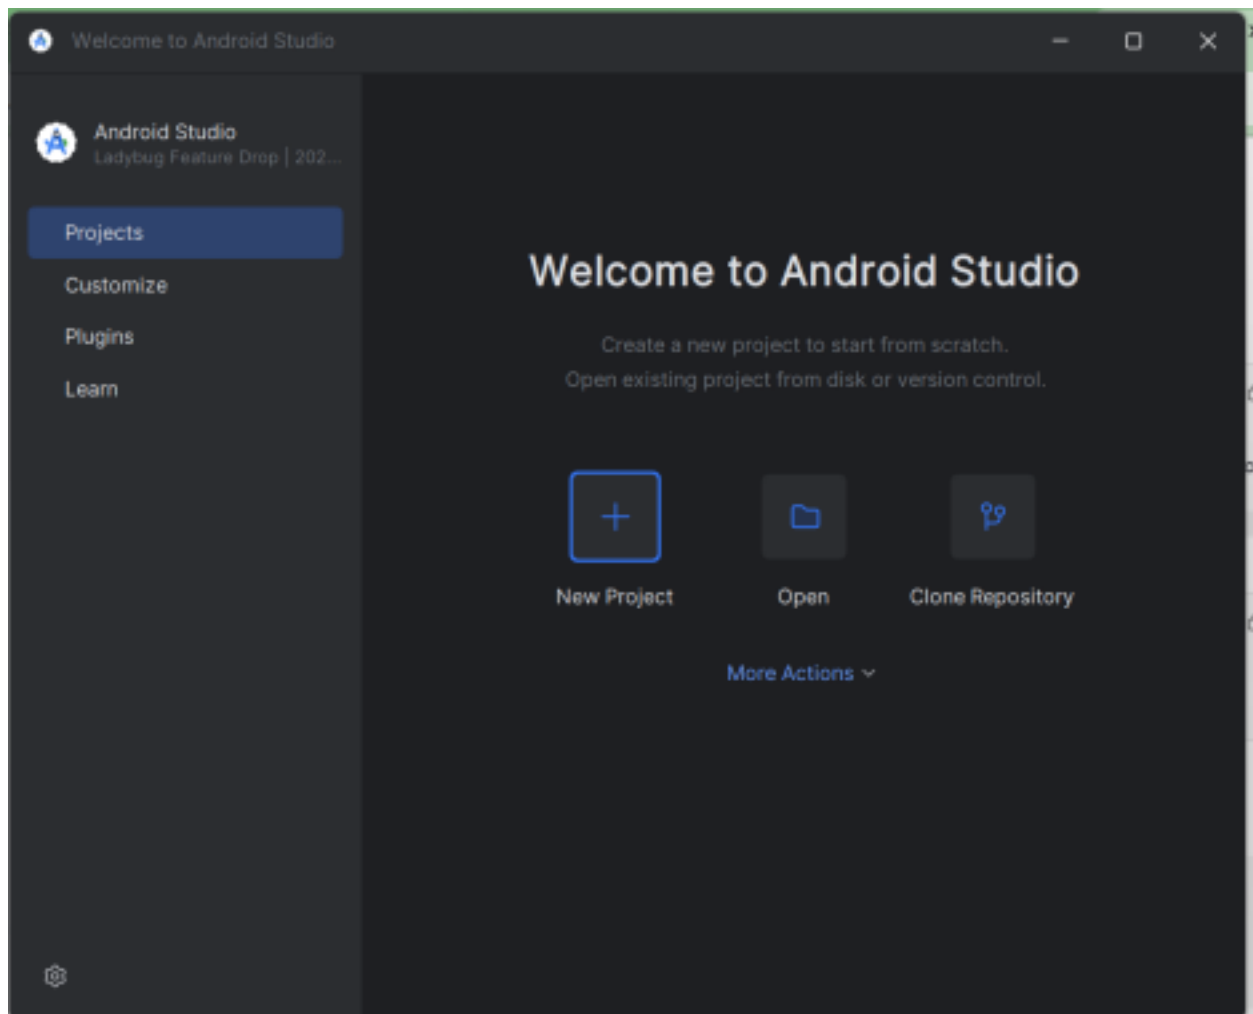 Welcome to Android Studio
Android Studio
Ladybug Feature Drop | 202...
Projects
Customize
Plugins
Learn
Welcome to Android Studio
Create a new project to start from scratch.
Open existing project from disk or version control.
New Project
Open
Clone Repository
More Actions